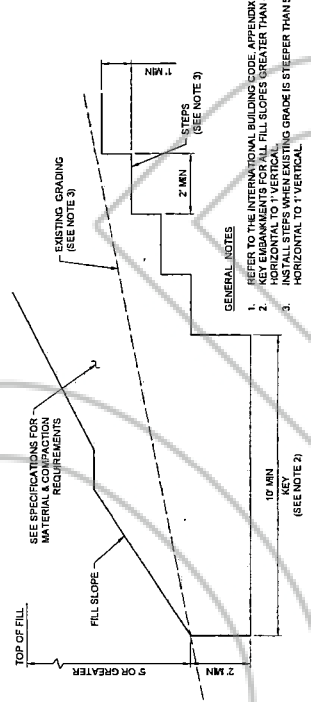 TOP OF FILL
SEE SPECIFICATIONS FOR
MATERIAL & COMPACTION
REQUIREMENTS
EXISTING GRADING
(SEE NOTE 3)
1' MIN
FILL SLOPE
5' OR GREATER
2' MIN
STEPS
(SEE NOTE 3)
2' MIN
10' MIN
KEY
(SEE NOTE 2)
GENERAL NOTES
1. REFER TO THE INTERNATIONAL BUILDING CODE, APPENDIX
2. KEY EMBANKMENTS FOR ALL FILL SLOPES GREATER THAN
HORIZONTAL TO 1' VERTICAL.
3. INSTALL STEPS WHEN EXISTING GRADE IS STEEPER THAN
HORIZONTAL TO 1' VERTICAL.